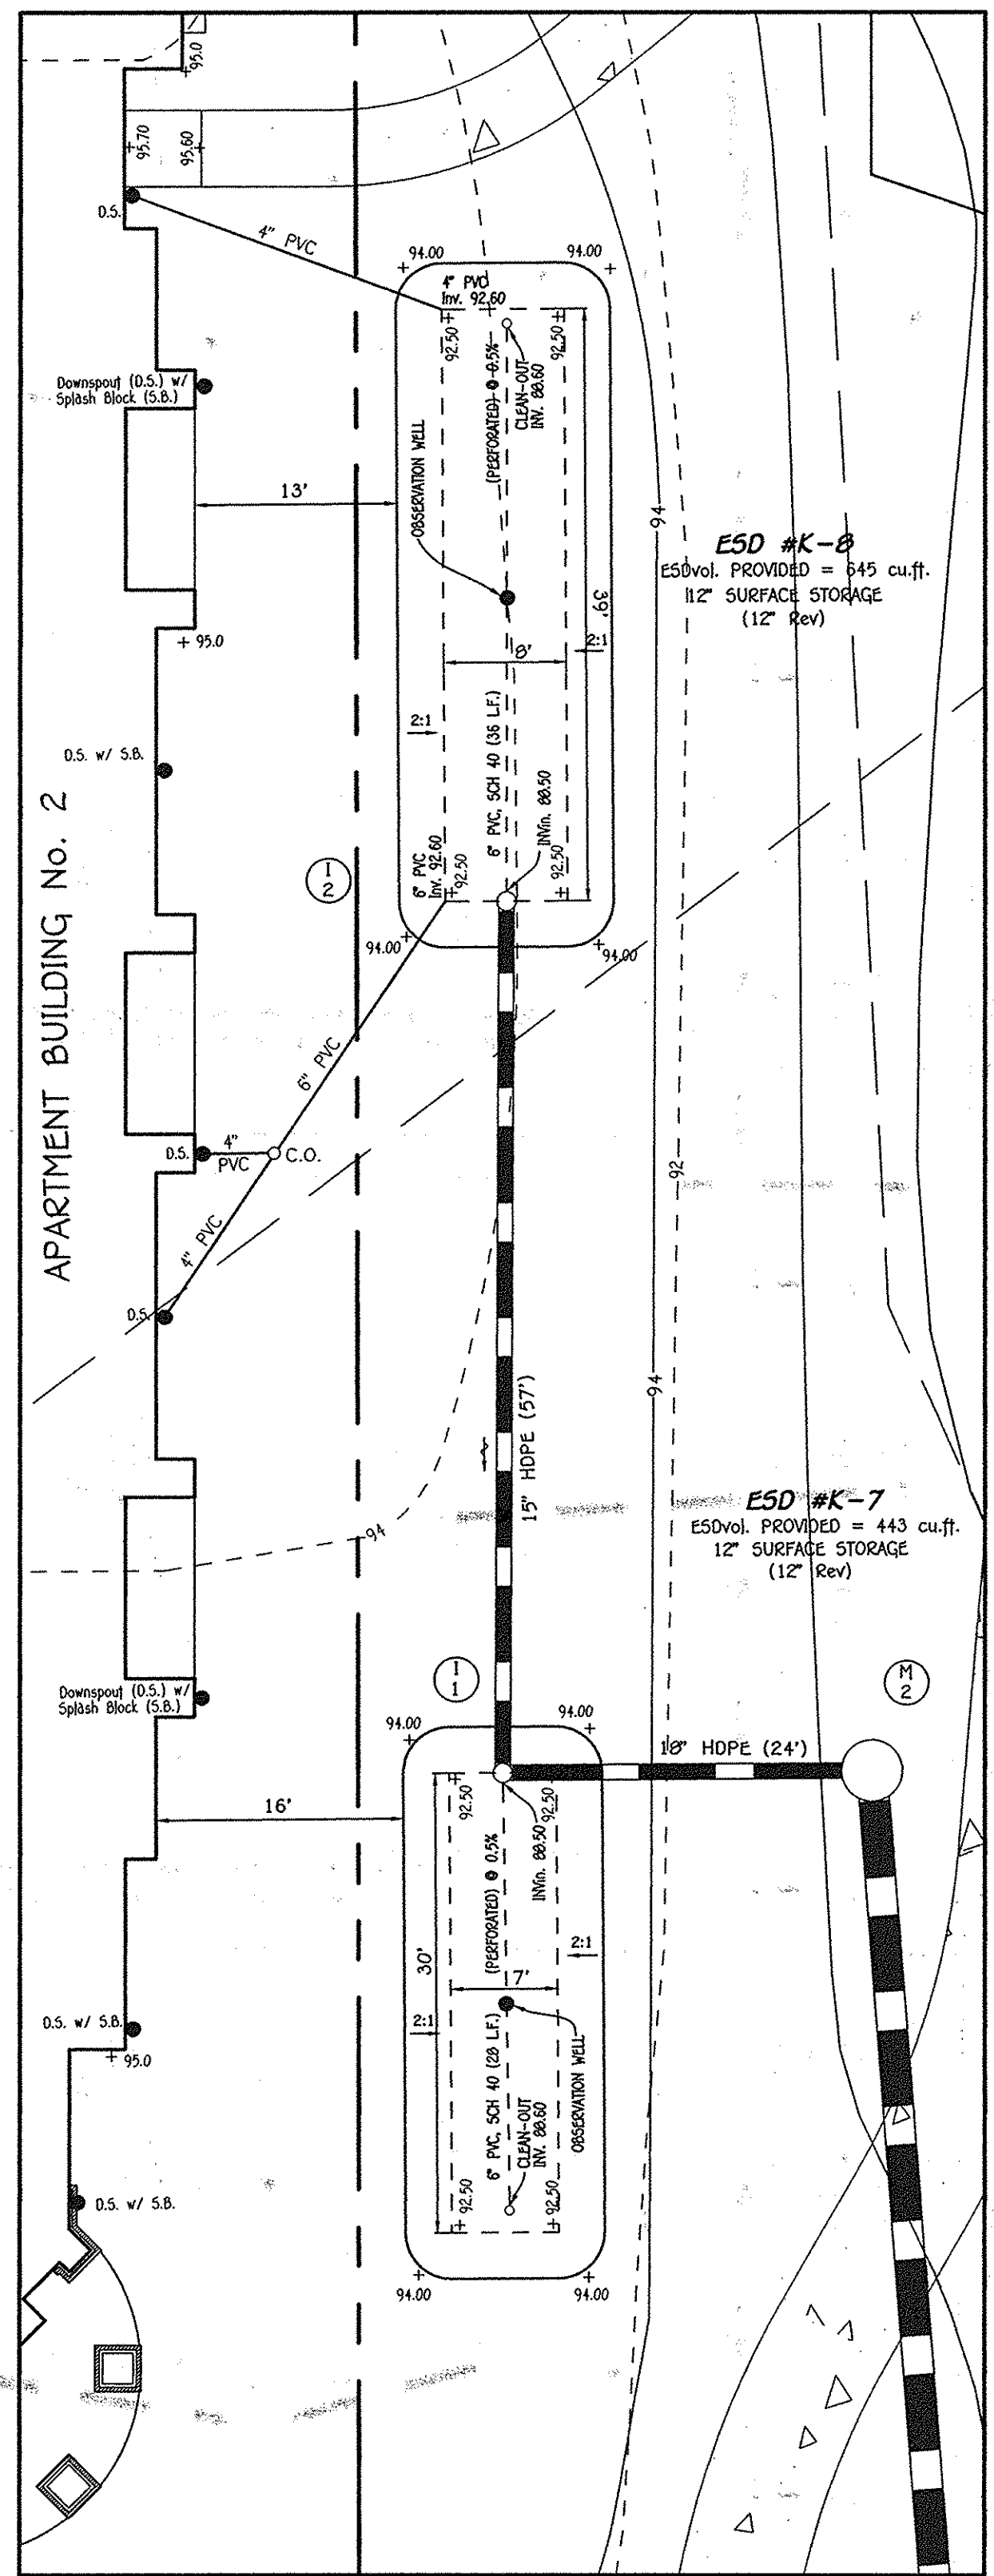 95.0
95.70
95.60
D.S.
4" PVC
94.00
94.00
4" PVC
Inv. 92.60
92.50
92.50
Downspout (D.S.) w/
Splash Block (S.B.)
(PERFORATED) @ 0.5%
CLEAN-OUT
INV. 88.60
OBSERVATION WELL
13'
94
ESD #K-8
ESDvol. PROVIDED = 645 cu.ft.
12" SURFACE STORAGE
(12" Rev)
39'
+ 95.0
8'
2:1
2:1
D.S. w/ S.B.
6" PVC, SCH 40 (36 L.F.)
INVin. 88.50
APARTMENT BUILDING No. 2
I
2
6" PVC
Inv. 92.60
92.50
92.50
94.00
94.00
6" PVC
D.S.
4"
PVC
C.O.
92
4" PVC
D.S.
94
15" HDPE (57')
94
ESD #K-7
ESDvol. PROVIDED = 443 cu.ft.
12" SURFACE STORAGE
(12" Rev)
I
1
M
2
Downspout (D.S.) w/
Splash Block (S.B.)
94.00
94.00
18" HDPE (24')
92.50
92.50
16'
INVin. 88.50
(PERFORATED) @ 0.5%
30'
7'
2:1
2:1
D.S. w/ S.B.
+ 95.0
6" PVC, SCH 40 (28 L.F.)
OBSERVATION WELL
CLEAN-OUT
INV. 88.60
D.S. w/ S.B.
92.50
92.50
94.00
94.00